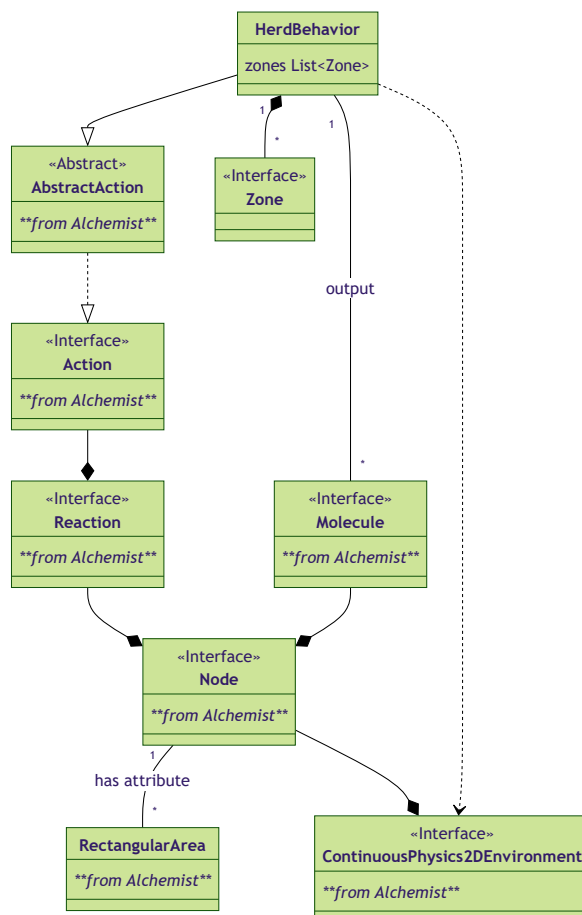 HerdBehavior
zones List<Zone>
1
1
*
«Abstract»
AbstractAction
**from Alchemist**
«Interface»
Zone
output
«Interface»
Action
**from Alchemist**
*
«Interface»
Reaction
**from Alchemist**
«Interface»
Molecule
**from Alchemist**
«Interface»
Node
**from Alchemist**
1
has attribute
*
RectangularArea
**from Alchemist**
«Interface»
ContinuousPhysics2DEnvironment
**from Alchemist**